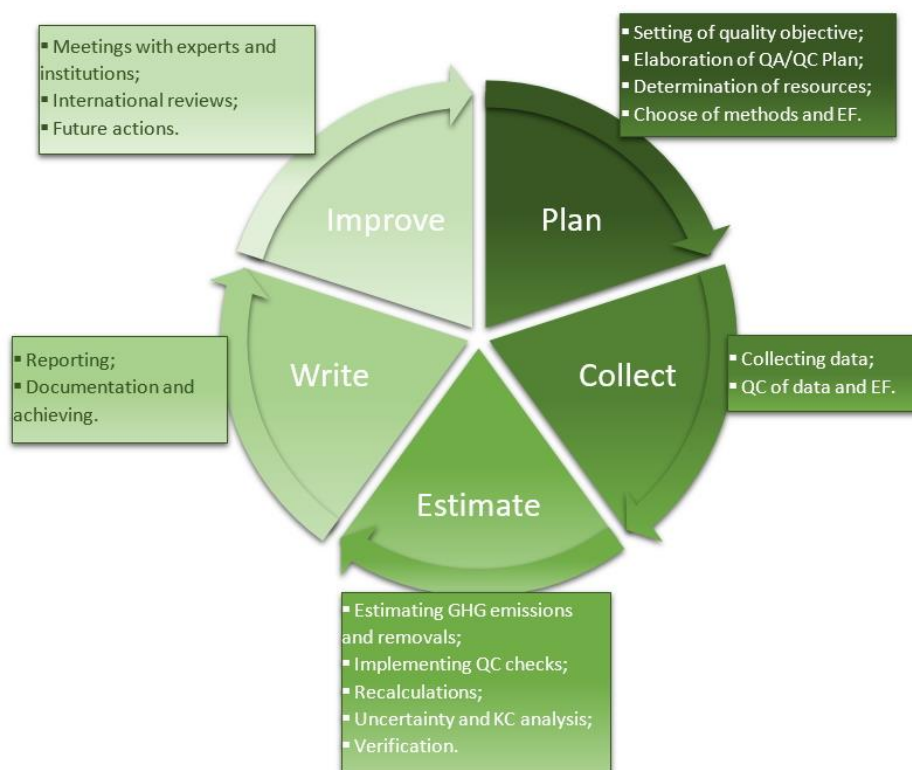 ▪ Meetings with experts and
institutions;
▪ International reviews;
▪ Future actions.
▪ Setting of quality objective;
▪ Elaboration of QA/QC Plan;
▪ Determination of resources;
▪ Choose of methods and EF.
Improve
Plan
▪ Reporting;
▪ Documentation and
achieving.
Write
Collect
▪ Collecting data;
▪ QC of data and EF.
Estimate
▪ Estimating GHG emissions
and removals;
▪ Implementing QC checks;
▪ Recalculations;
▪ Uncertainty and KC analysis;
▪ Verification.